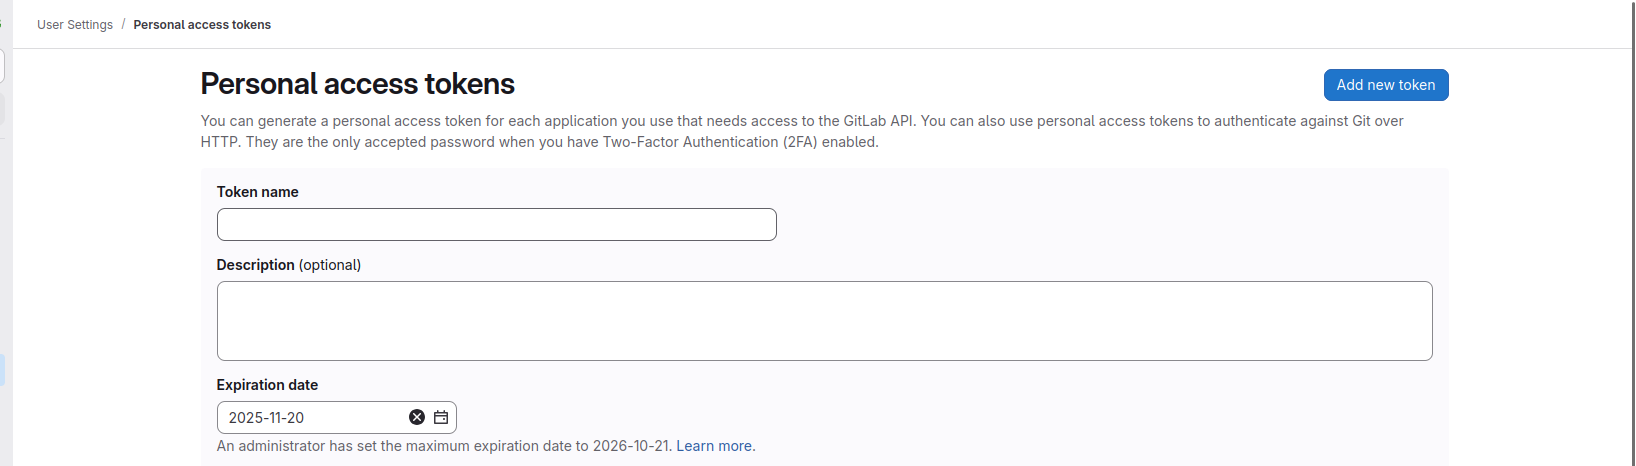 User Settings / Personal access tokens
Personal access tokens
Add new token
You can generate a personal access token for each application you use that needs access to the GitLab API. You can also use personal access tokens to authenticate against Git over
HTTP. They are the only accepted password when you have Two-Factor Authentication (2FA) enabled.
Token name
Description (optional)
Expiration date
2025-11-20
An administrator has set the maximum expiration date to 2026-10-21. Learn more.